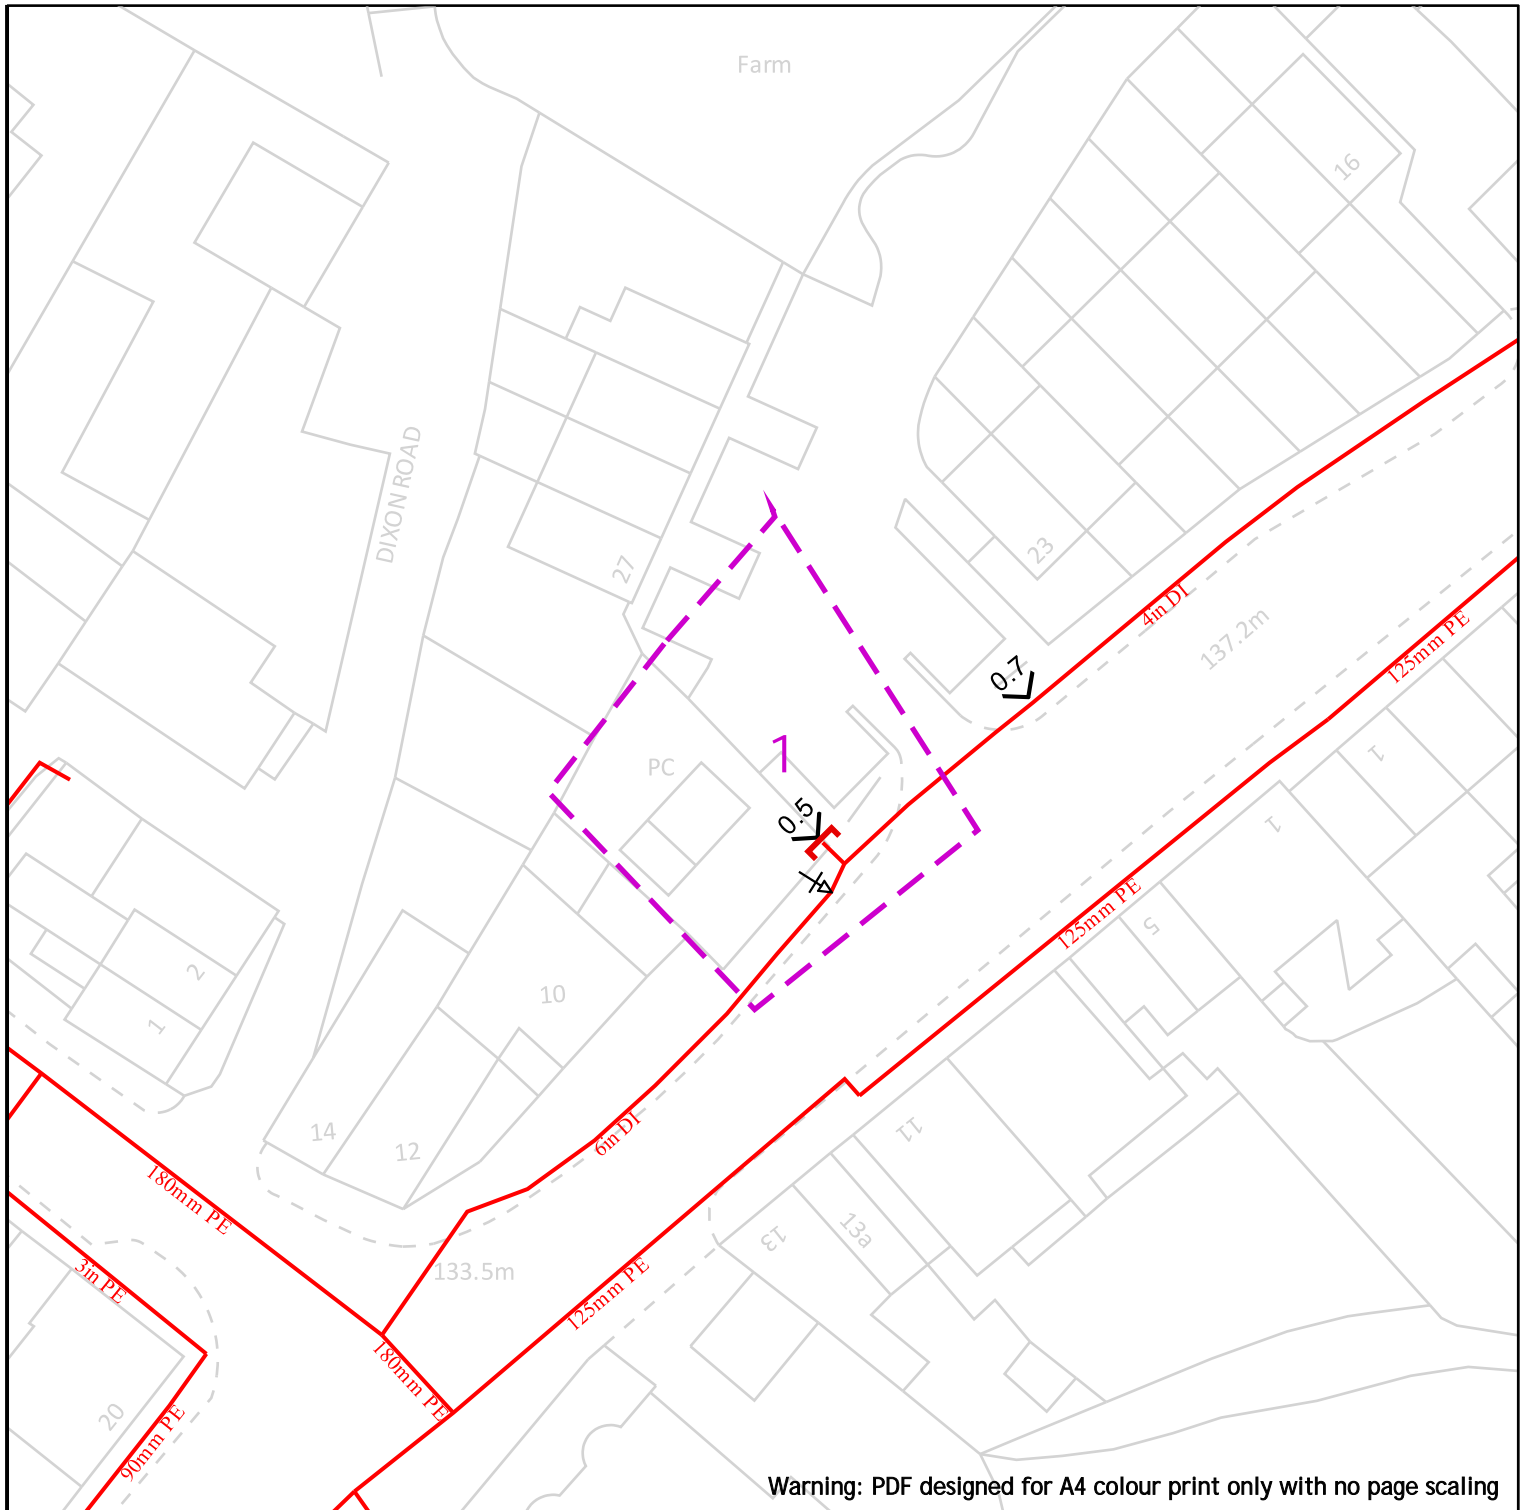 Farm
16
DIXON ROAD
27
23
4in DI
137.2m
125mm PE
0.7
1
PC
0.5
1
1
125mm PE
5
2
1
10
11
14
12
6in DI
180mm PE
13a
13
133.5m
3in PE
125mm PE
180mm PE
20
90mm PE
Warning: PDF designed for A4 colour print only with no page scaling